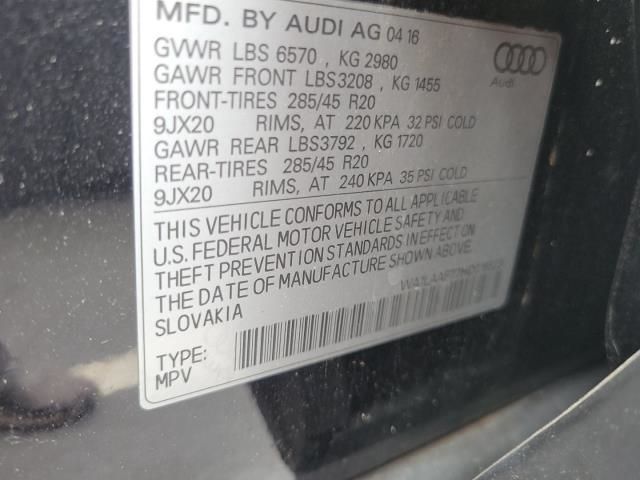 MFD. BY AUDI AG 04 16
GVWR LBS 6570 , KG 2980
GAWR FRONT LBS3208 , KG 1455
FRONT-TIRES 285/45 R20
9JX20 RIMS, AT 220 KPA 32 PSI COLD
GAWR REAR LBS3792 , KG 1720
REAR-TIRES 285/45 R20
9JX20 RIMS, AT 240 KPA 35 PSI COLD
THIS VEHICLE CONFORMS TO ALL APPLICABLE
U.S. FEDERAL MOTOR VEHICLE SAFETY AND
THEFT PREVENTION STANDARDS IN EFFECT ON
THE DATE OF MANUFACTURE SHOWN ABOVE.
SLOVAKIA
TYPE:
MPV
Audi